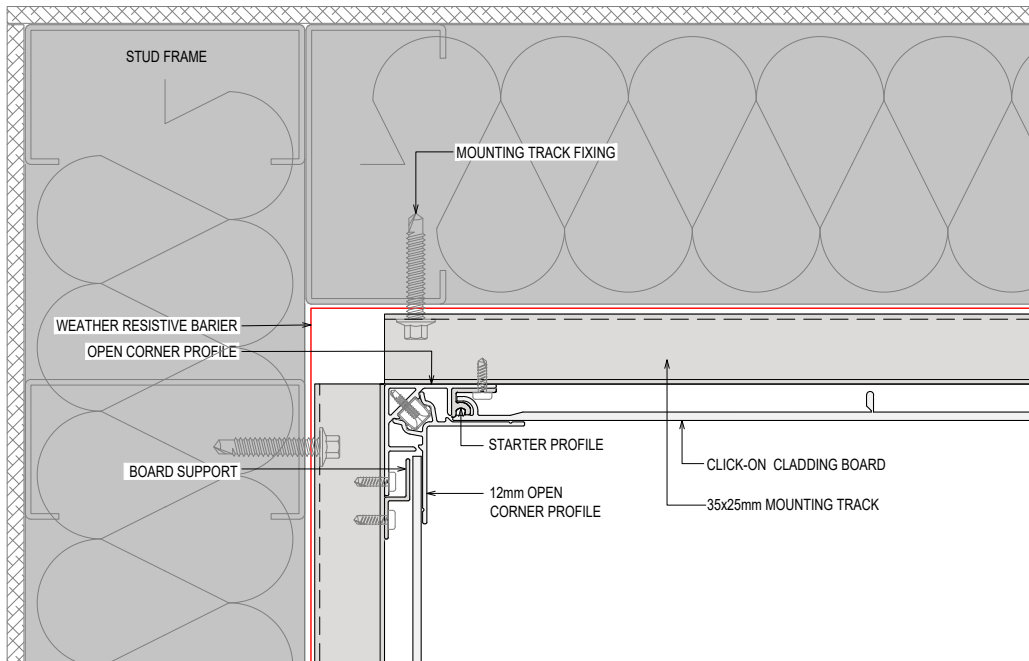 STUD FRAME
MOUNTING TRACK FIXING
WEATHER RESISTIVE BARIER
OPEN CORNER PROFILE
STARTER PROFILE
BOARD SUPPORT
CLICK-ON CLADDING BOARD
12mm OPEN
CORNER PROFILE
35x25mm MOUNTING TRACK